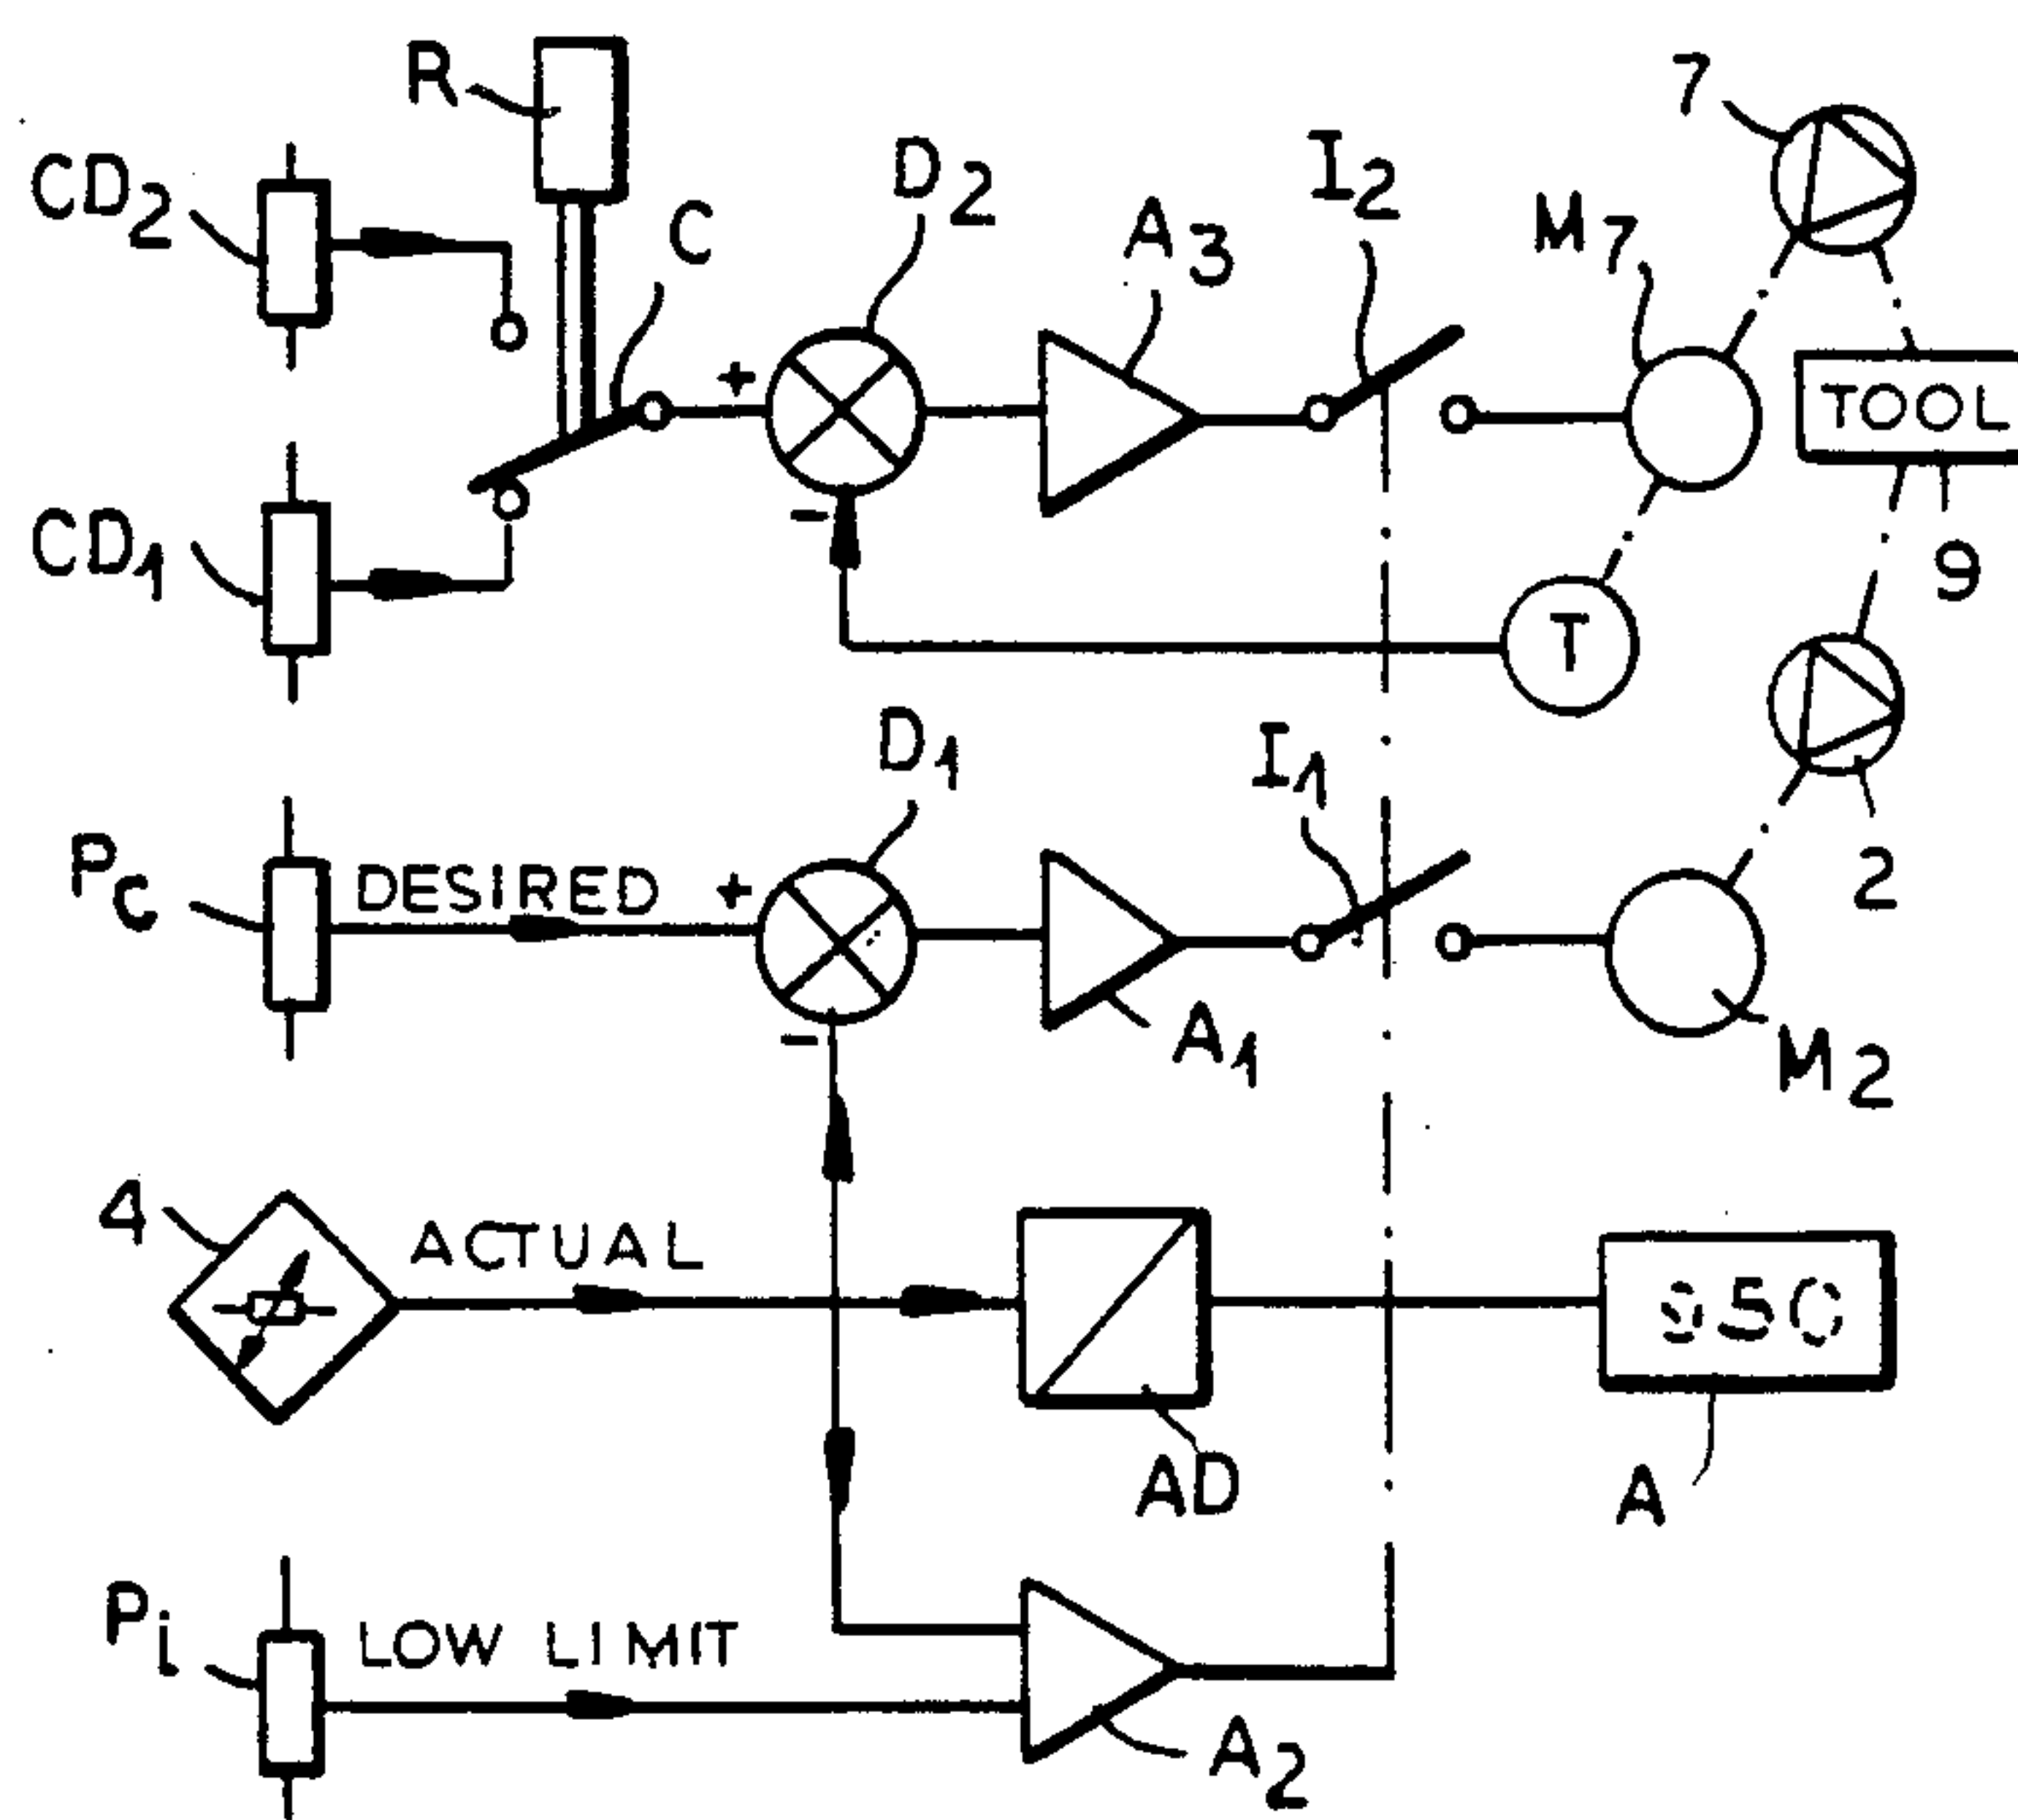 R
7
CD2
C
D2
A3
I2
M7
TOOL
CD1
+
-
9
T
D1
I1
PC
DESIRED
+
2
-
A1
M2
4
ACTUAL
AD
A
Pi
LOW LIMIT
A2